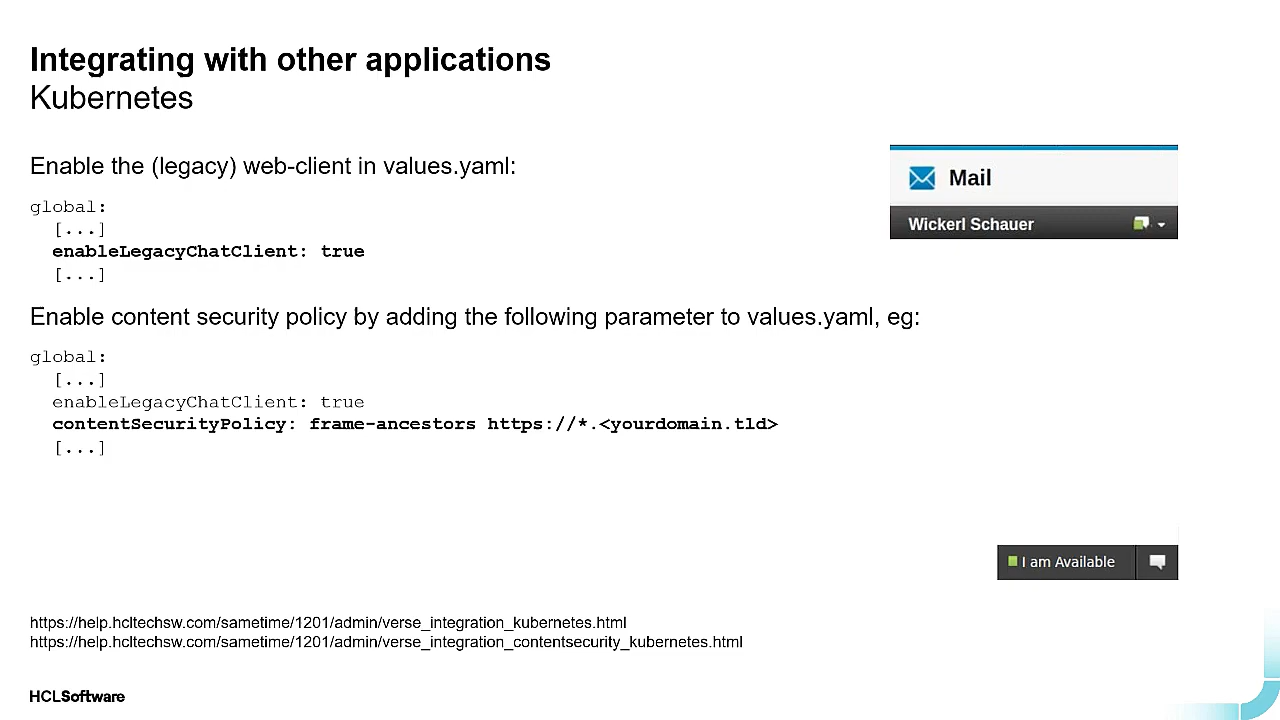 Integrating with other applications
Kubernetes
Enable the (legacy) web-client in values.yaml:
global:
[...]
enableLegacyChatClient: true
[...]
Mail
Wickerl Schauer
Enable content security policy by adding the following parameter to values.yaml, eg:
global:
[...]
enableLegacyChatClient: true
contentSecurityPolicy: frame-ancestors https://*.<yourdomain.tld>
[...]
I am Available
https://help.hcltechsw.com/sametime/1201/admin/verse_integration_kubernetes.html
https://help.hcltechsw.com/sametime/1201/admin/verse_integration_contentsecurity_kubernetes.html
HCLSoftware